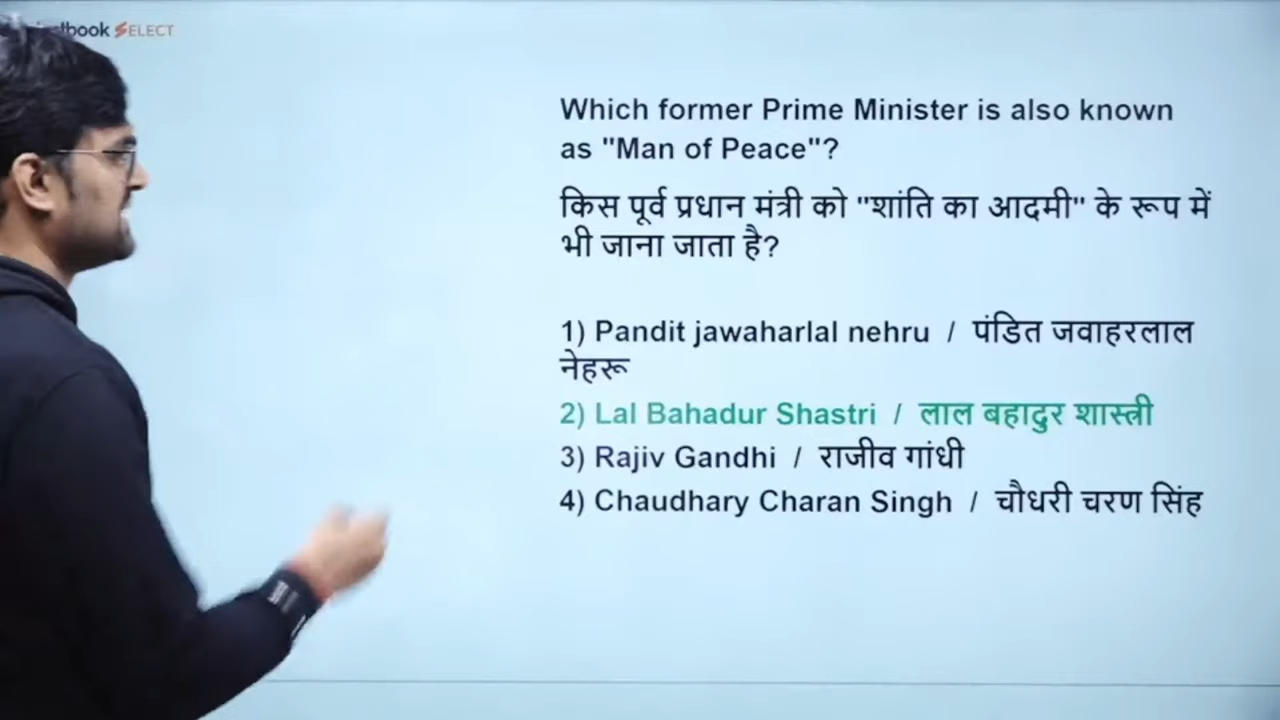 book SELECT
Which former Prime Minister is also known
as "Man of Peace"?
किस पूर्व प्रधान मंत्री को "शांति का आदमी" के रूप में
भी जाना जाता है?
1) Pandit jawaharlal nehru / पंडित जवाहरलाल
नेहरू
2) Lal Bahadur Shastri / लाल बहादुर शास्त्री
3) Rajiv Gandhi / राजीव गांधी
4) Chaudhary Charan Singh / चौधरी चरण सिंह